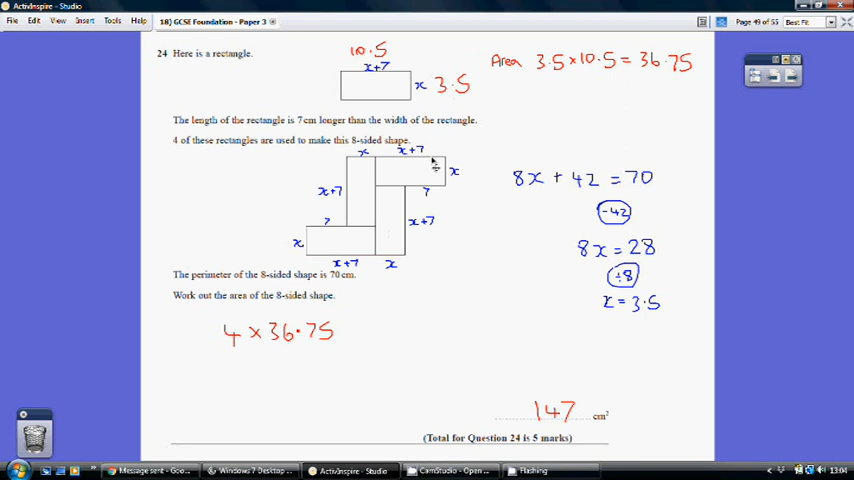 ActivInspire - Studio
File Edit View Insert Tools Help
18) GCSE Foundation - Paper 3
Page 49 of 55
Best Fit
24 Here is a rectangle.
10.5
x+7
x 3.5
Area 3.5 × 10.5 = 36.75
The length of the rectangle is 7 cm longer than the width of the rectangle.
4 of these rectangles are used to make this 8-sided shape.
x x+7
x
x+7 7
7 x+7
x
x+7 x
8x + 42 = 70
-42
8x = 28
÷8
x = 3.5
The perimeter of the 8-sided shape is 70 cm.
Work out the area of the 8-sided shape.
4 × 36.75
147 cm²
(Total for Question 24 is 5 marks)
Message sent - Goo...
Windows 7 Desktop ...
ActivInspire - Studio
CamStudio - Open ...
Flashing
13:04